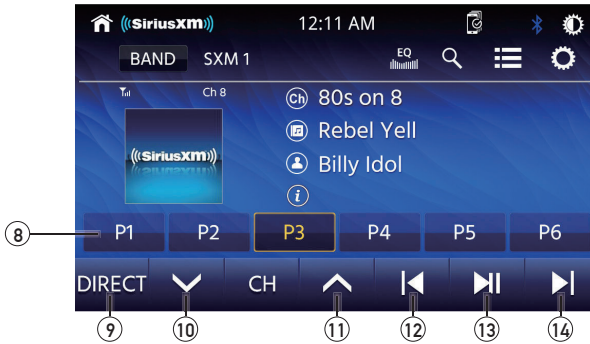 ((SiriusXM)) 12:11 AM
BAND SXM 1 EQ
Ch 8
Ch 80s on 8
Rebel Yell
((SiriusXM))
Billy Idol
i
8 P1 P2 P3 P4 P5 P6
DIRECT CH
9 10 11 12 13 14